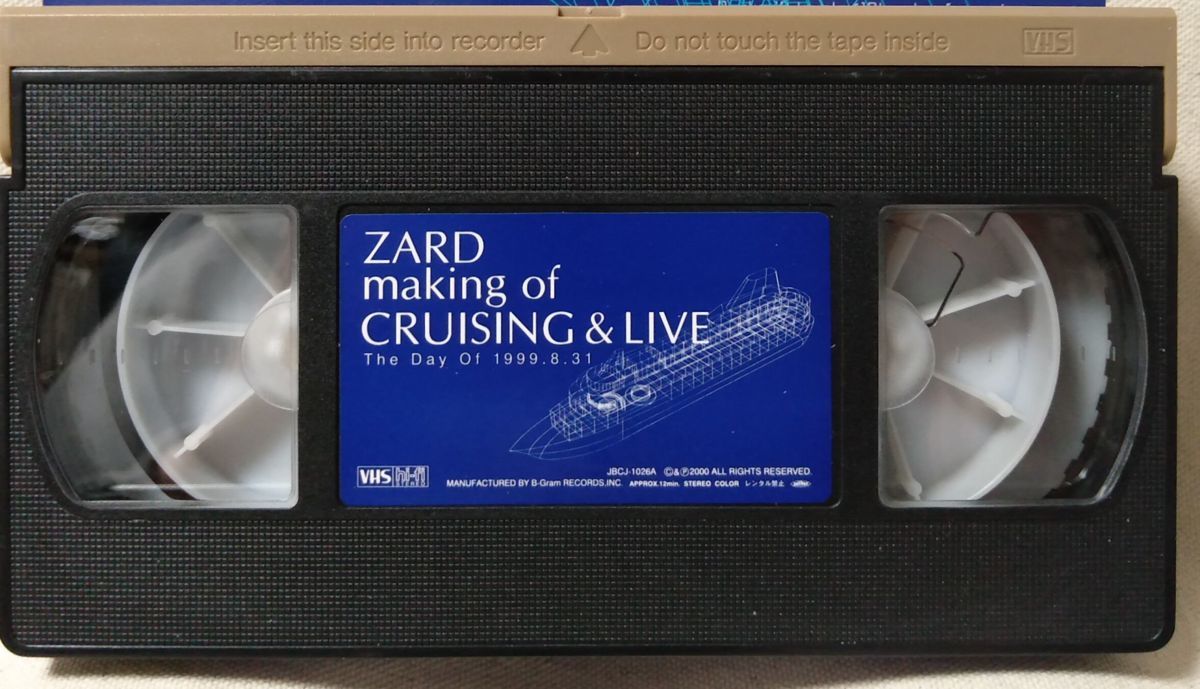 Insert this side into recorder Do not touch the tape inside VHS
ZARD
making of
CRUISING & LIVE
The Day Of 1999.8.31
VHS hi-fi
JBCJ-1026A ©&℗2000 ALL RIGHTS RESERVED.
MANUFACTURED BY B-Gram RECORDS,INC. APPROX.12min. STEREO COLOR レンタル禁止